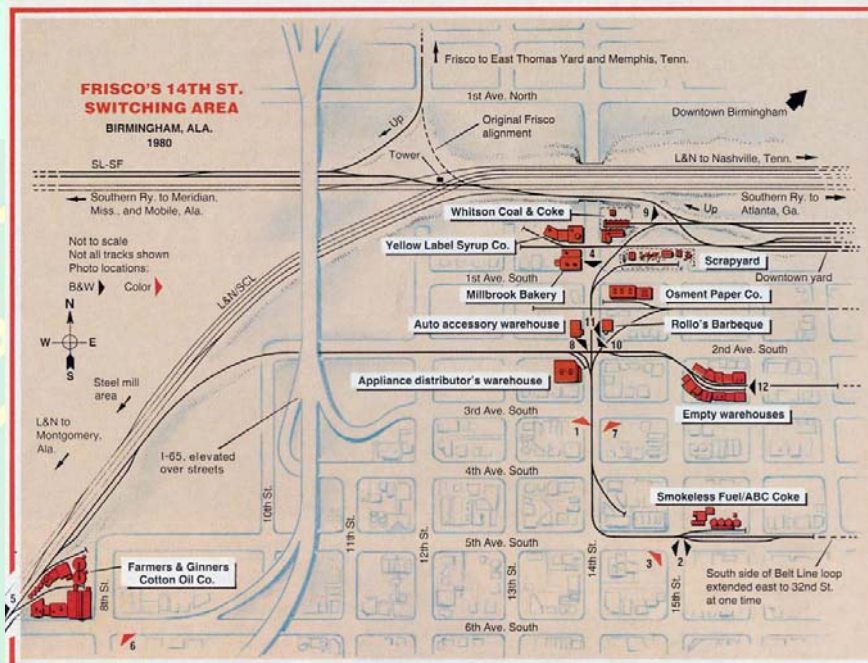 FRISCO'S 14TH ST.
SWITCHING AREA
BIRMINGHAM, ALA.
1980
Frisco to East Thomas Yard and Memphis, Tenn.
1st Ave. North
Downtown Birmingham
Up
Original Frisco
alignment
Tower
SL-SF
L&N to Nashville, Tenn.
Southern Ry. to Meridian,
Miss., and Mobile, Ala.
Southern Ry. to
Atlanta, Ga.
Whitson Coal & Coke
9
Up
Not to scale
Not all tracks shown
Photo locations:
B&W
Color
Yellow Label Syrup Co.
4
Scrapyard
1st Ave. South
Downtown yard
L&N/SCL
Millbrook Bakery
Osment Paper Co.
N
W
E
S
Auto accessory warehouse
11
Rollo's Barbeque
8
10
2nd Ave. South
Steel mill
area
Appliance distributor's warehouse
12
3rd Ave. South
Empty warehouses
L&N to
Montgomery,
Ala.
1
7
I-65, elevated
over streets
4th Ave. South
10th St.
11th St.
12th St.
13th St.
14th St.
15th St.
Smokeless Fuel/ABC Coke
5th Ave. South
Farmers & Ginners
Cotton Oil Co.
8th St.
5
3
2
South side of Belt Line loop
extended east to 32nd St.
at one time
6th Ave. South
6